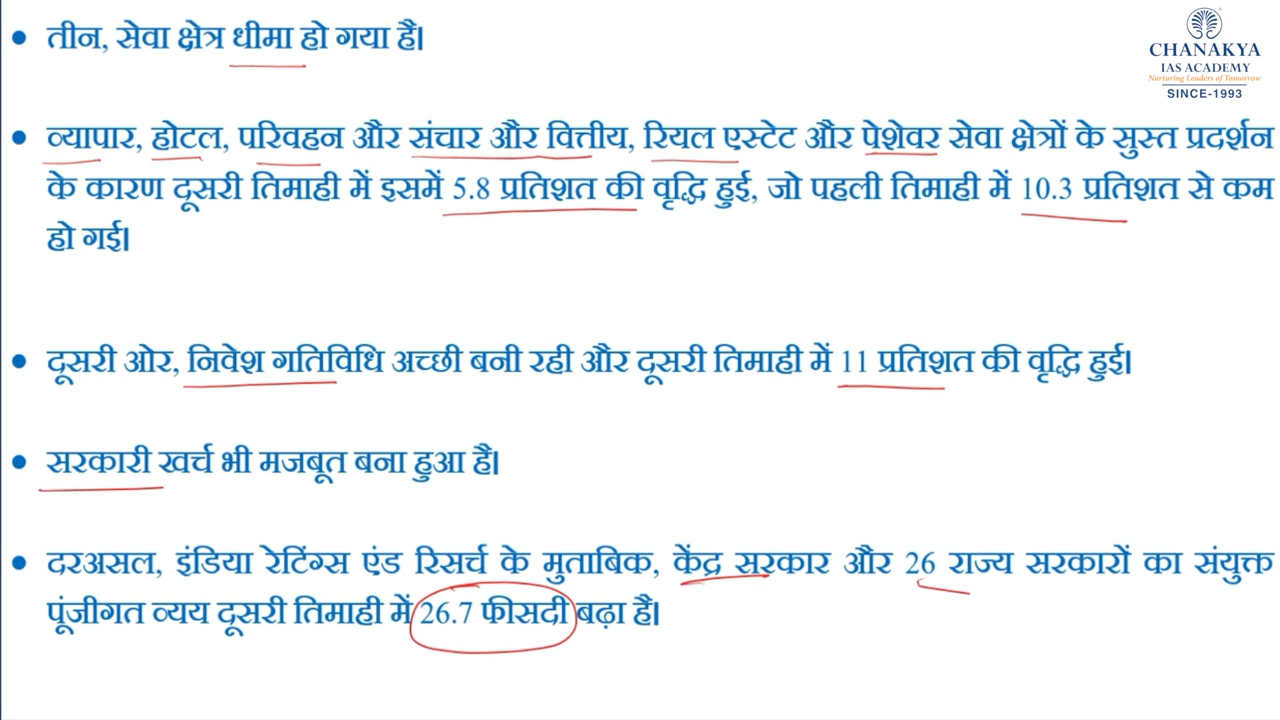 • तीन, सेवा क्षेत्र धीमा हो गया है।
CHANAKYA
IAS ACADEMY
Nurturing Leaders of Tomorrow
SINCE-1993
• व्यापार, होटल, परिवहन और संचार और वित्तीय, रियल एस्टेट और पेशेवर सेवा क्षेत्रों के सुस्त प्रदर्शन
के कारण दूसरी तिमाही में इसमें 5.8 प्रतिशत की वृद्धि हुई, जो पहली तिमाही में 10.3 प्रतिशत से कम
हो गई।
• दूसरी ओर, निवेश गतिविधि अच्छी बनी रही और दूसरी तिमाही में 11 प्रतिशत की वृद्धि हुई।
• सरकारी खर्च भी मजबूत बना हुआ है।
• दरअसल, इंडिया रेटिंग्स एंड रिसर्च के मुताबिक, केंद्र सरकार और 26 राज्य सरकारों का संयुक्त
पूंजीगत व्यय दूसरी तिमाही में 26.7 फीसदी बढ़ा है।